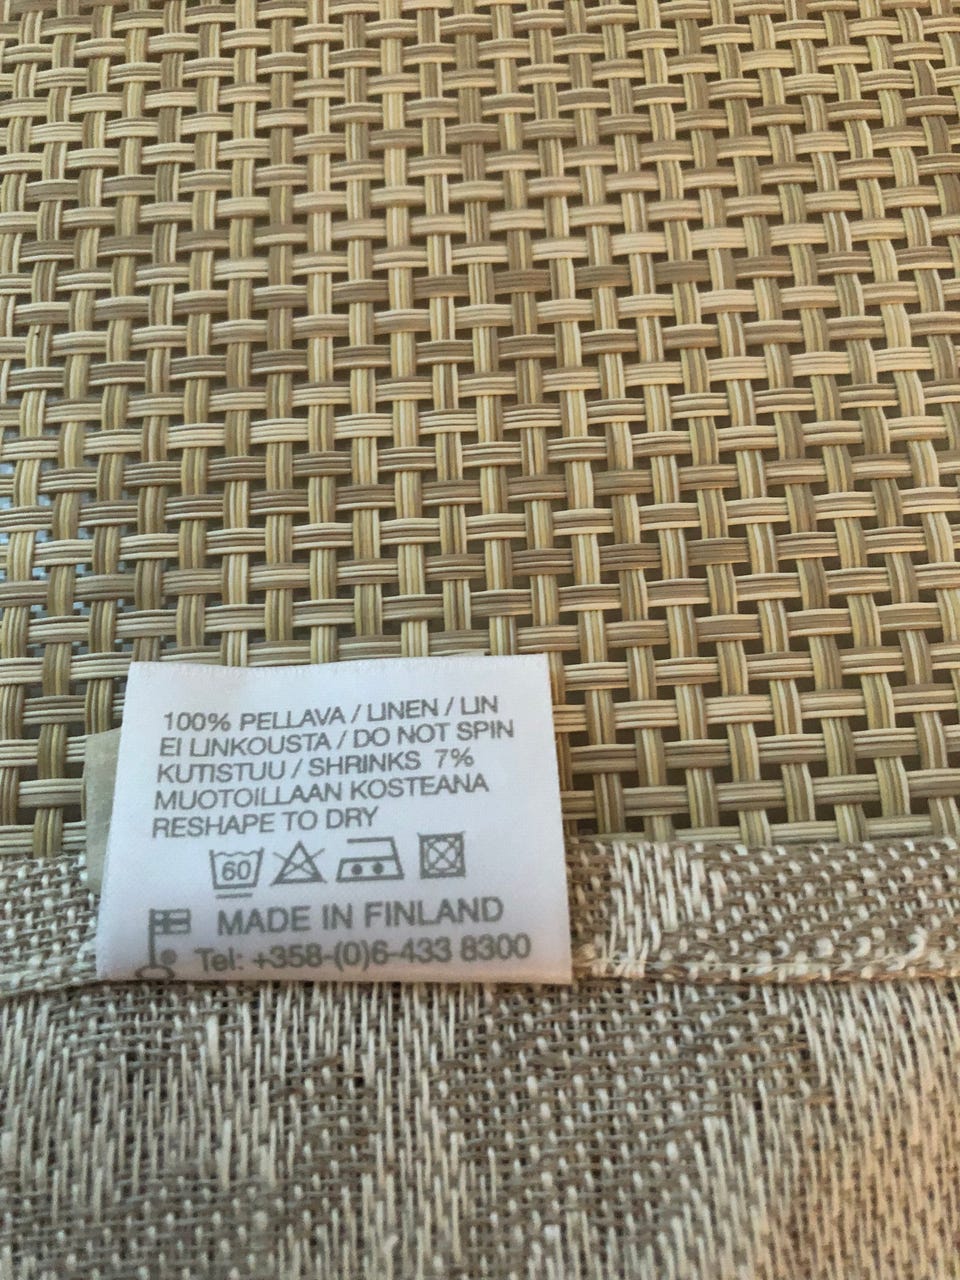 100% PELLAVA / LINEN / LIN
EI LINKOUSTA / DO NOT SPIN
KUTISTUU / SHRINKS 7%
MUOTOILLAAN KOSTEANA
RESHAPE TO DRY
60
MADE IN FINLAND
Tel: +358-(0)6-433 8300